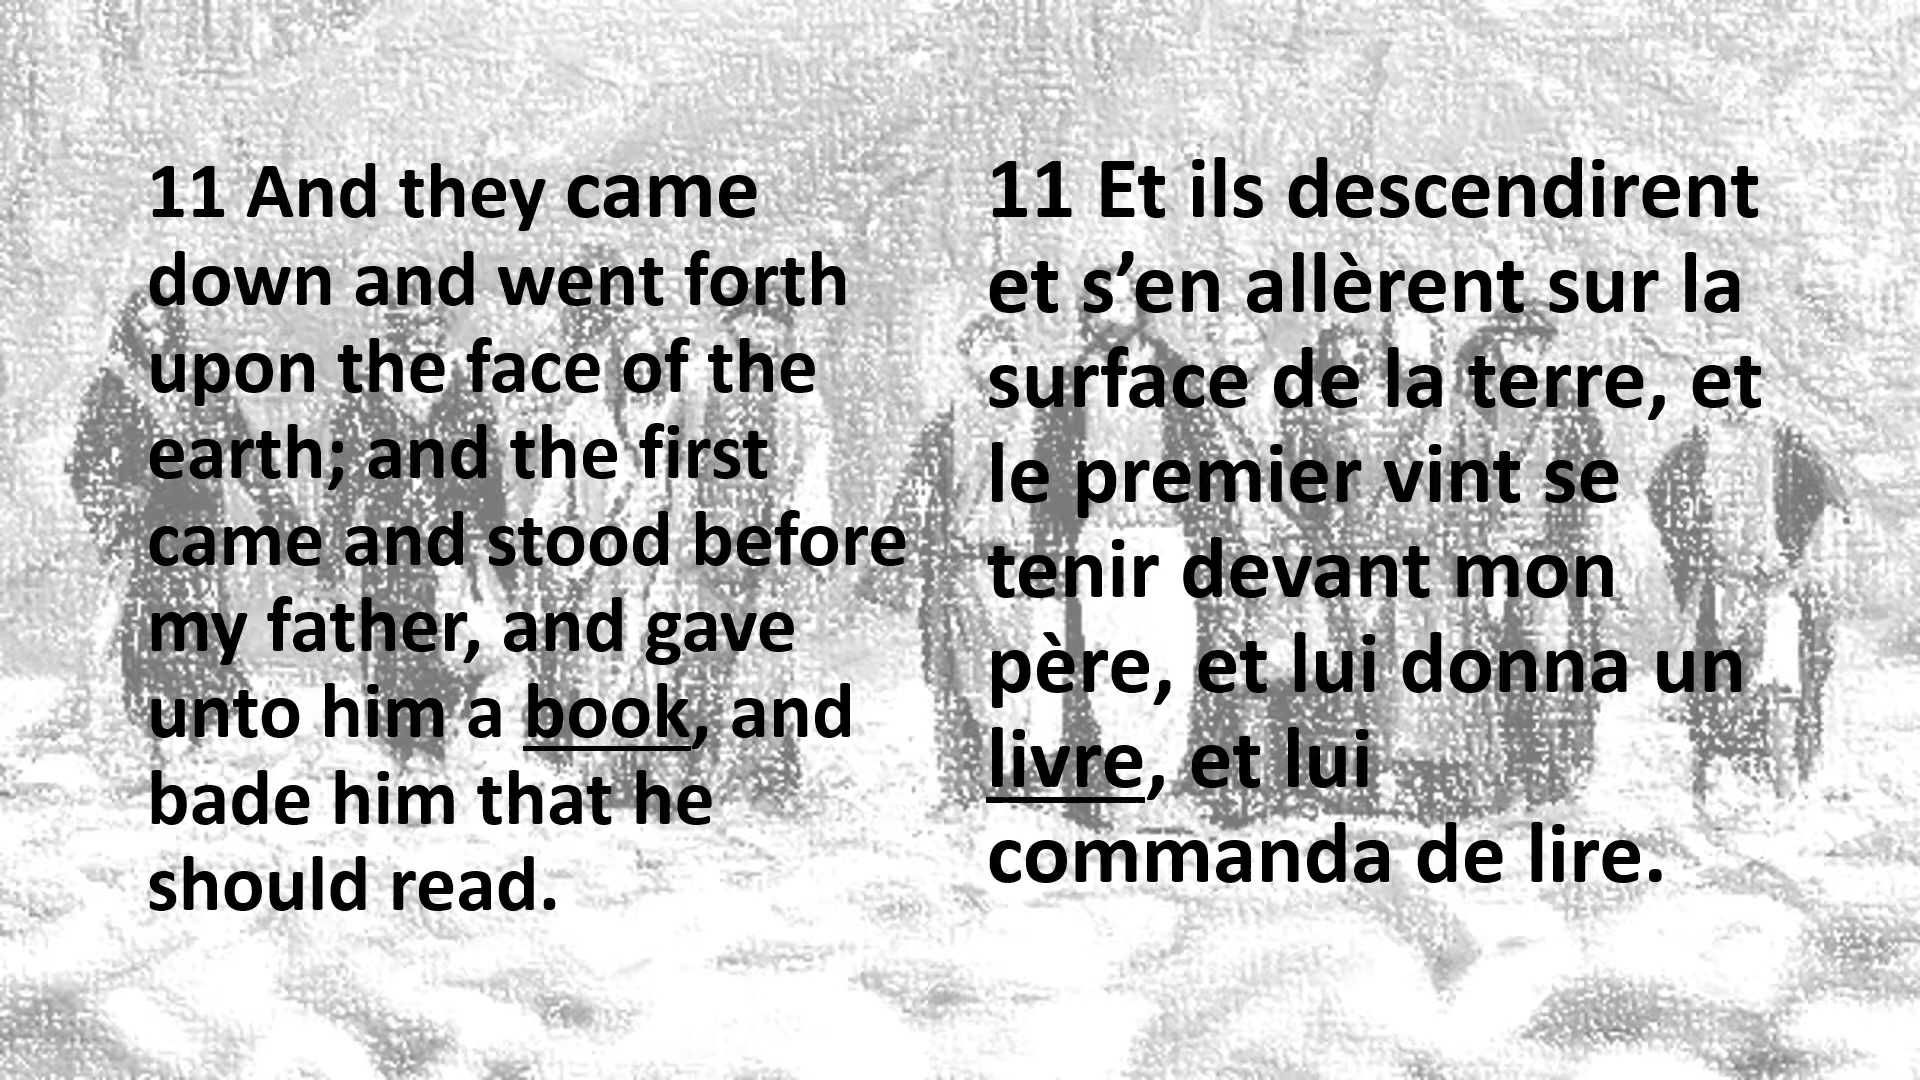 11 And they came
down and went forth
upon the face of the
earth; and the first
came and stood before
my father, and gave
unto him a book, and
bade him that he
should read.
11 Et ils descendirent
et s’en allèrent sur la
surface de la terre, et
le premier vint se
tenir devant mon
père, et lui donna un
livre, et lui
commanda de lire.